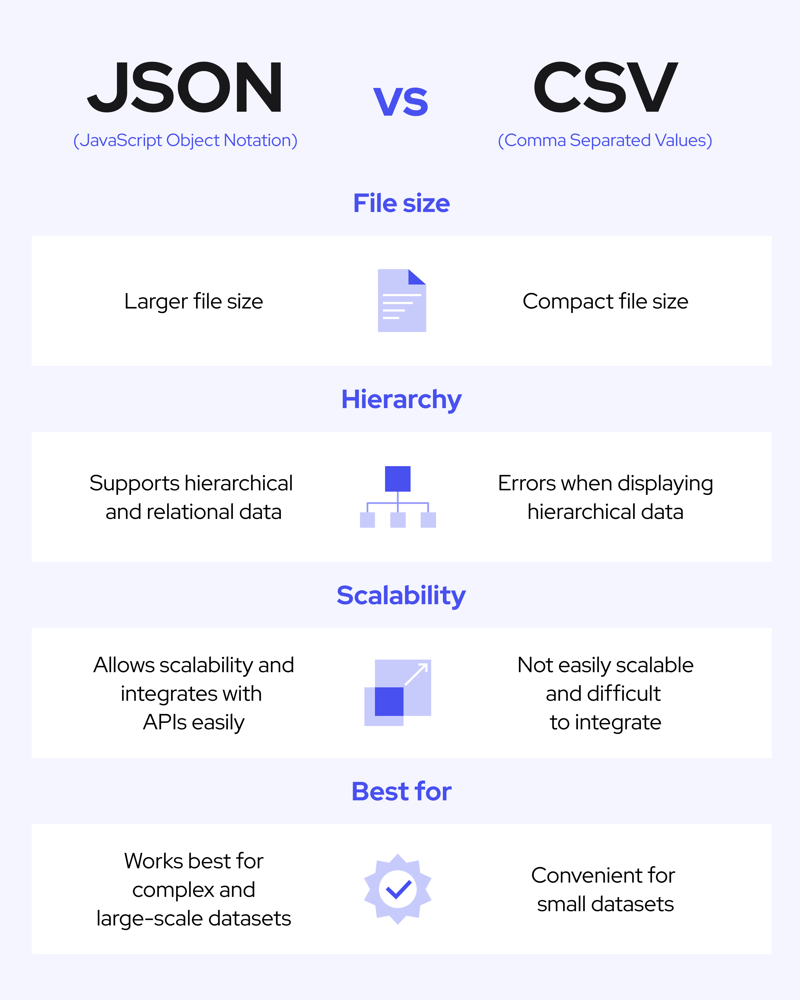 JSON
vs
CSV
(JavaScript Object Notation)
(Comma Separated Values)
File size
Larger file size
Compact file size
Hierarchy
Supports hierarchical
and relational data
Errors when displaying
hierarchical data
Scalability
Allows scalability and
integrates with
APIs easily
Not easily scalable
and difficult
to integrate
Best for
Works best for
complex and
large-scale datasets
Convenient for
small datasets